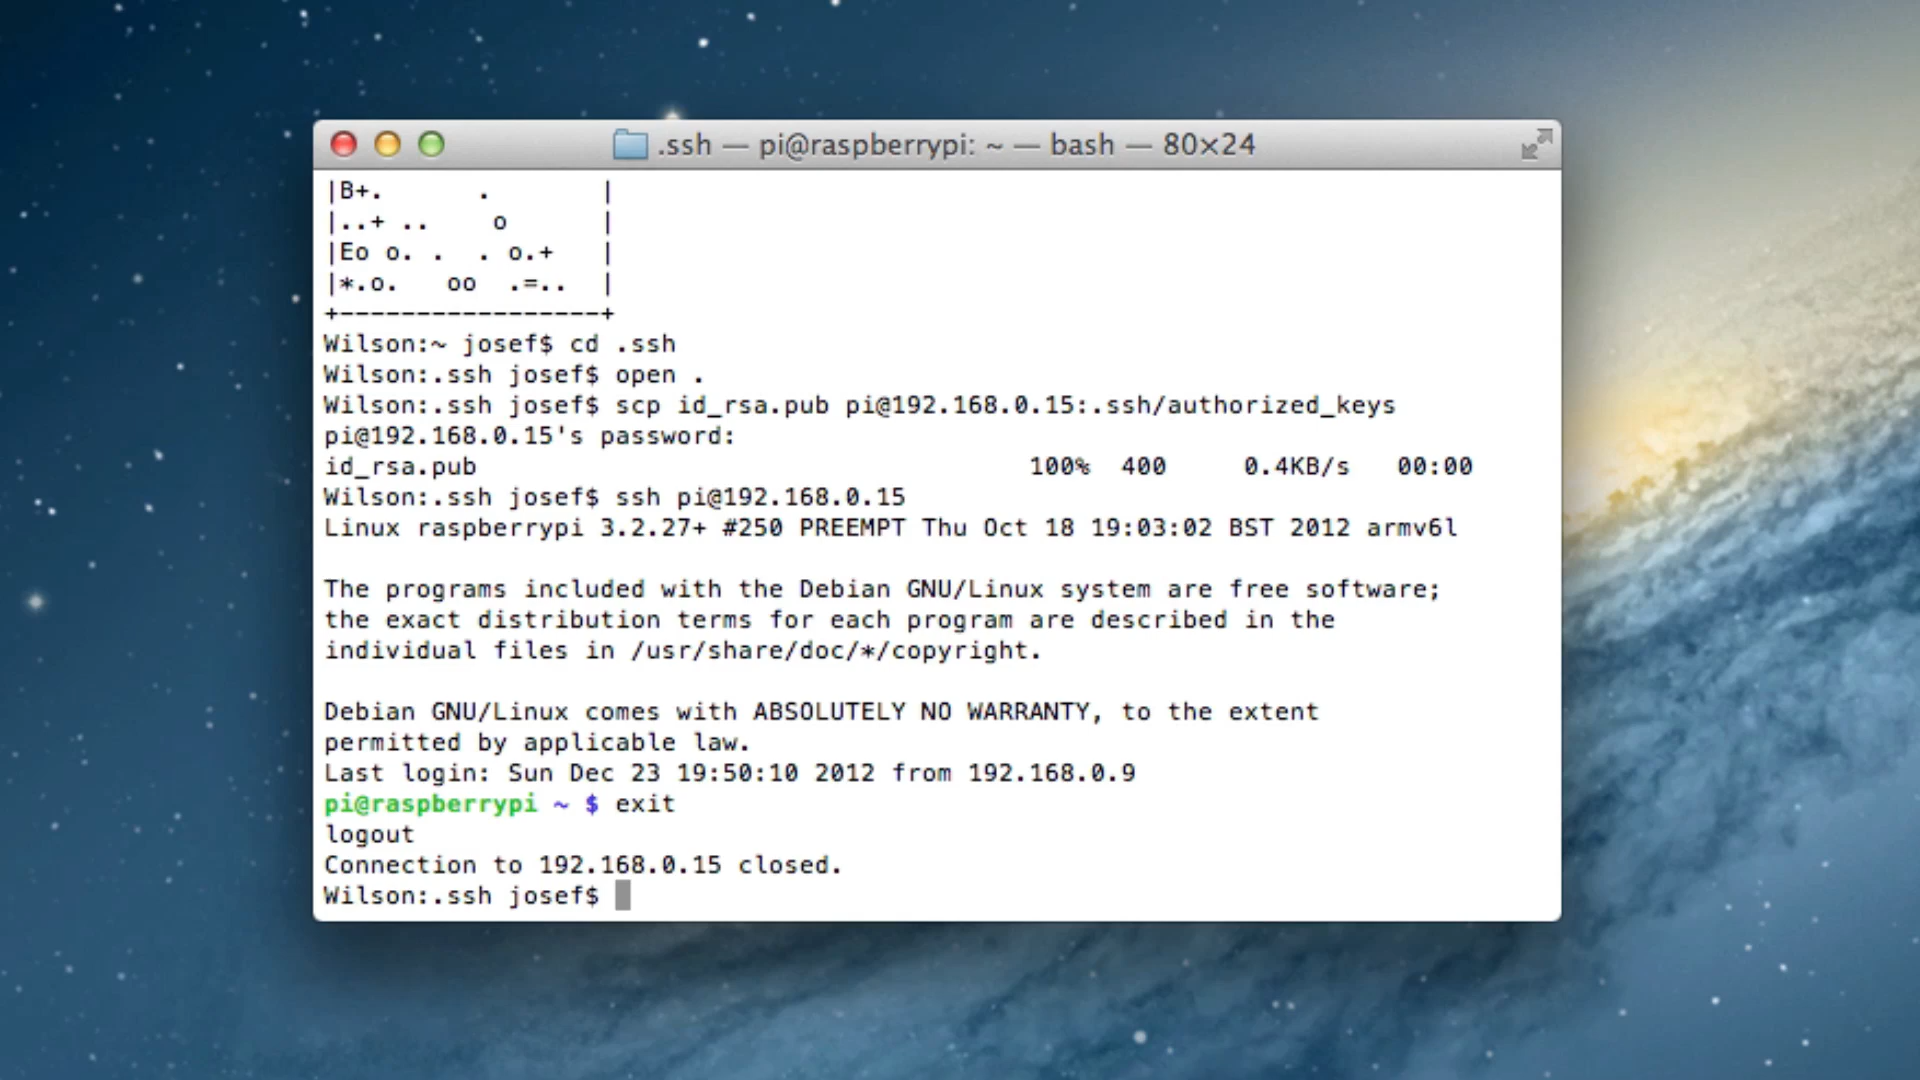 .ssh — pi@raspberrypi: ~ — bash — 80×24
|B+.      .       |
|..+ ..    o      |
|Eo o. .  . o.+   |
|*.o.   oo  .=..  |
+-----------------+
Wilson:~ josef$ cd .ssh
Wilson:.ssh josef$ open .
Wilson:.ssh josef$ scp id_rsa.pub pi@192.168.0.15:.ssh/authorized_keys
pi@192.168.0.15's password:
id_rsa.pub                                    100%  400     0.4KB/s   00:00
Wilson:.ssh josef$ ssh pi@192.168.0.15
Linux raspberrypi 3.2.27+ #250 PREEMPT Thu Oct 18 19:03:02 BST 2012 armv6l
The programs included with the Debian GNU/Linux system are free software;
the exact distribution terms for each program are described in the
individual files in /usr/share/doc/*/copyright.
Debian GNU/Linux comes with ABSOLUTELY NO WARRANTY, to the extent
permitted by applicable law.
Last login: Sun Dec 23 19:50:10 2012 from 192.168.0.9
pi@raspberrypi ~ $ exit
logout
Connection to 192.168.0.15 closed.
Wilson:.ssh josef$